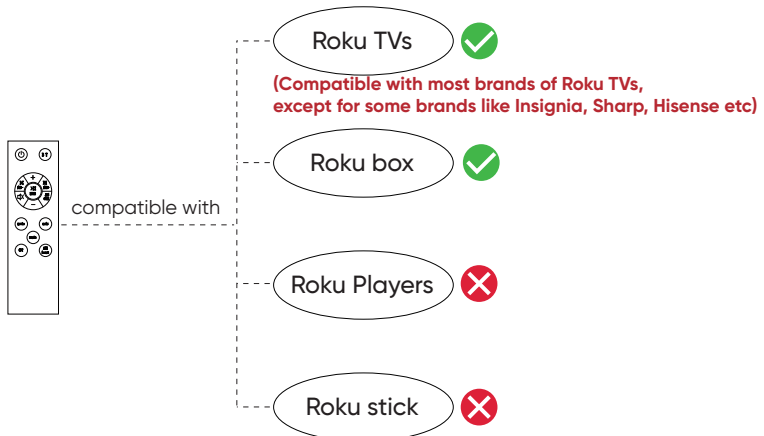 Roku TVs
(Compatible with most brands of Roku TVs,
except for some brands like Insignia, Sharp, Hisense etc)
Roku box
compatible with
Roku Players
Roku stick